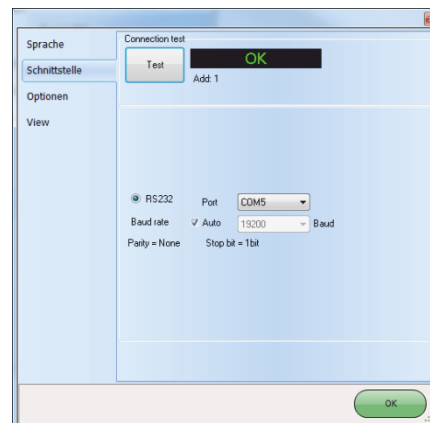 Sprache
Schnittstelle
Optionen
View
Connection test
Test
OK
Add: 1
RS232 Port COM5
Baud rate Auto 19200 Baud
Parity = None Stop bit = 1bit
OK